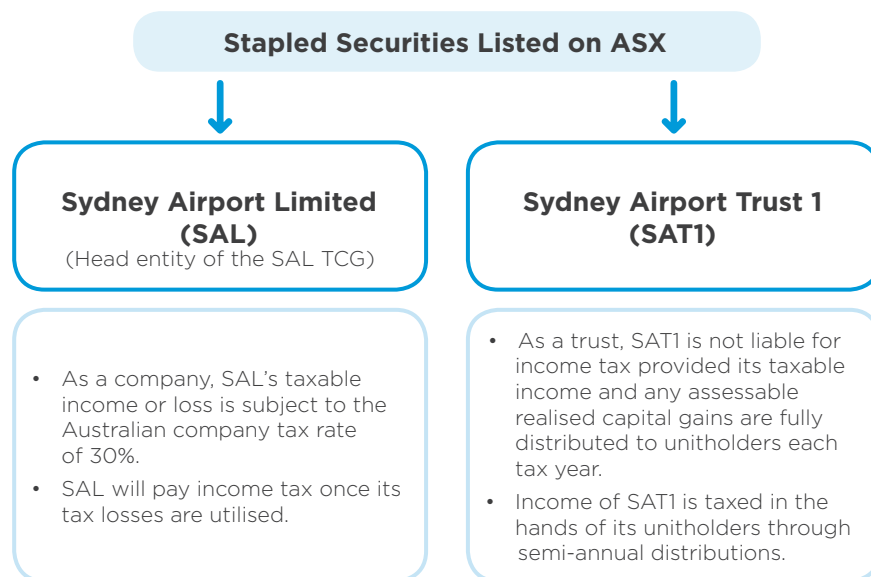 Stapled Securities Listed on ASX
Sydney Airport Limited
(SAL)
(Head entity of the SAL TCG)
• As a company, SAL’s taxable
income or loss is subject to the
Australian company tax rate
of 30%.
• SAL will pay income tax once its
tax losses are utilised.
Sydney Airport Trust 1
(SAT1)
• As a trust, SAT1 is not liable for
income tax provided its taxable
income and any assessable
realised capital gains are fully
distributed to unitholders each
tax year.
• Income of SAT1 is taxed in the
hands of its unitholders through
semi-annual distributions.